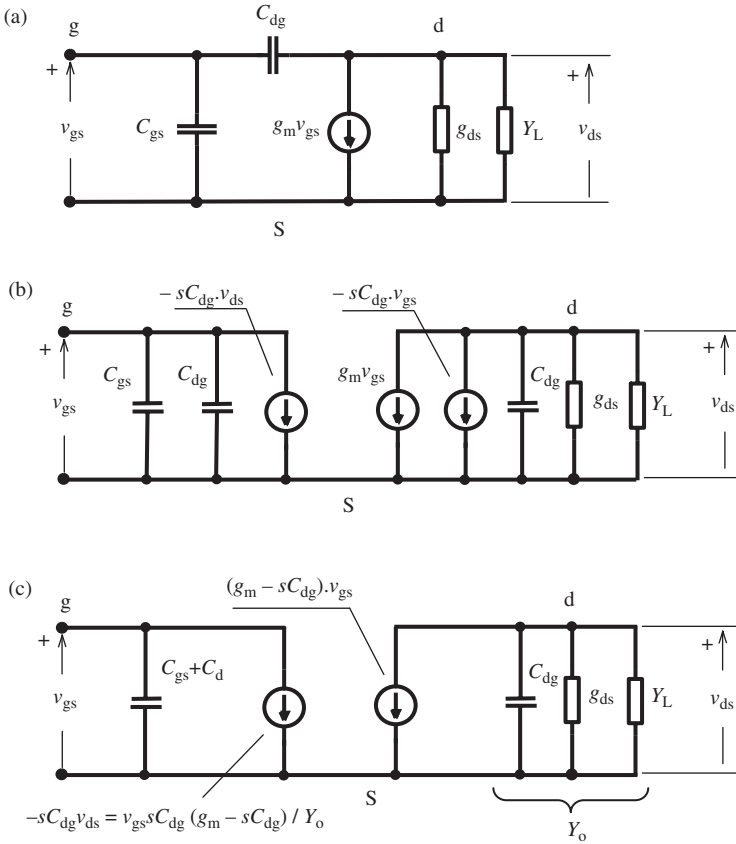 (a)
g
C_dg
d
+
v_gs
C_gs
g_m v_gs
g_ds
Y_L
+
v_ds
S
(b)
g
– sC_dg.v_ds
– sC_dg.v_gs
d
+
v_gs
C_gs
C_dg
g_m v_gs
C_dg
g_ds
Y_L
+
v_ds
S
(c)
g
(g_m – sC_dg).v_gs
d
+
v_gs
C_gs+C_d
C_dg
g_ds
Y_L
+
v_ds
S
–sC_dg v_ds = v_gs sC_dg (g_m – sC_dg) / Y_o
Y_o